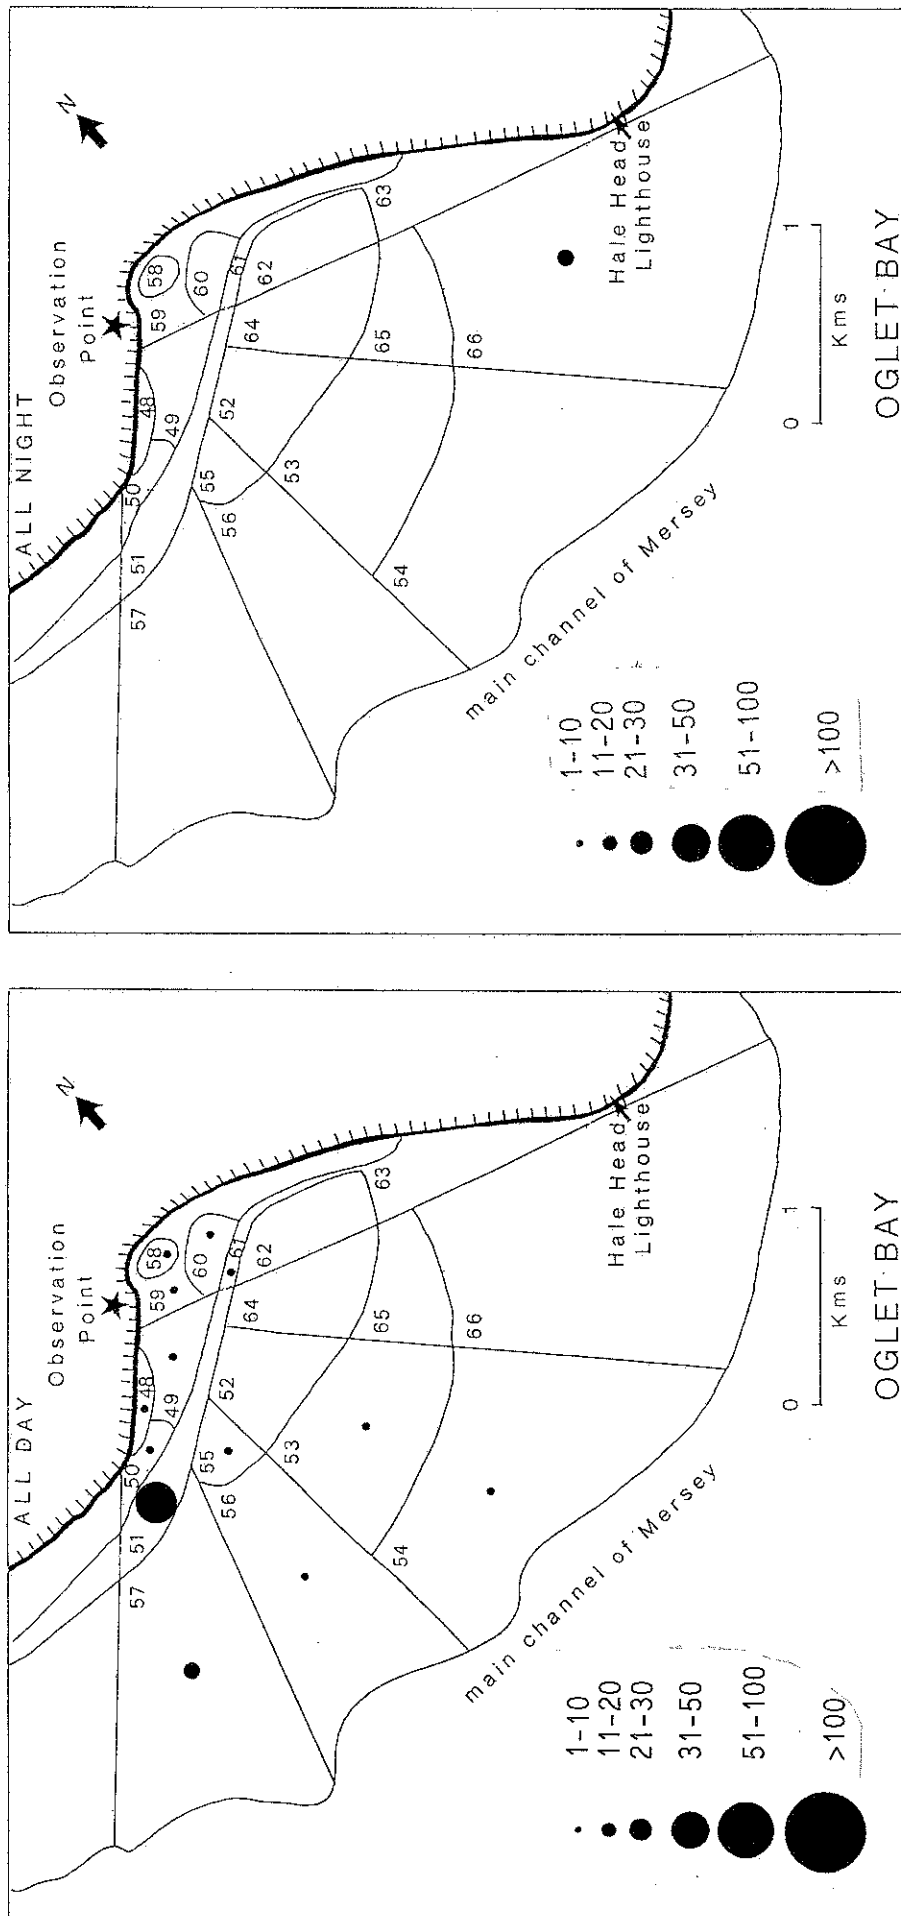 ALL DAY
N
Observation
Point
48
49
50
51
57
58
59
60
61
62
63
64
65
66
52
53
54
55
56
Hale Head
Lighthouse
main channel of Mersey
1-10
11-20
21-30
31-50
51-100
>100
0 1
Kms
OGLET BAY
ALL NIGHT
N
Observation
Point
48
49
50
51
57
58
59
60
61
62
63
64
65
66
52
53
54
55
56
Hale Head
Lighthouse
main channel of Mersey
1-10
11-20
21-30
31-50
51-100
>100
0 1
Kms
OGLET BAY